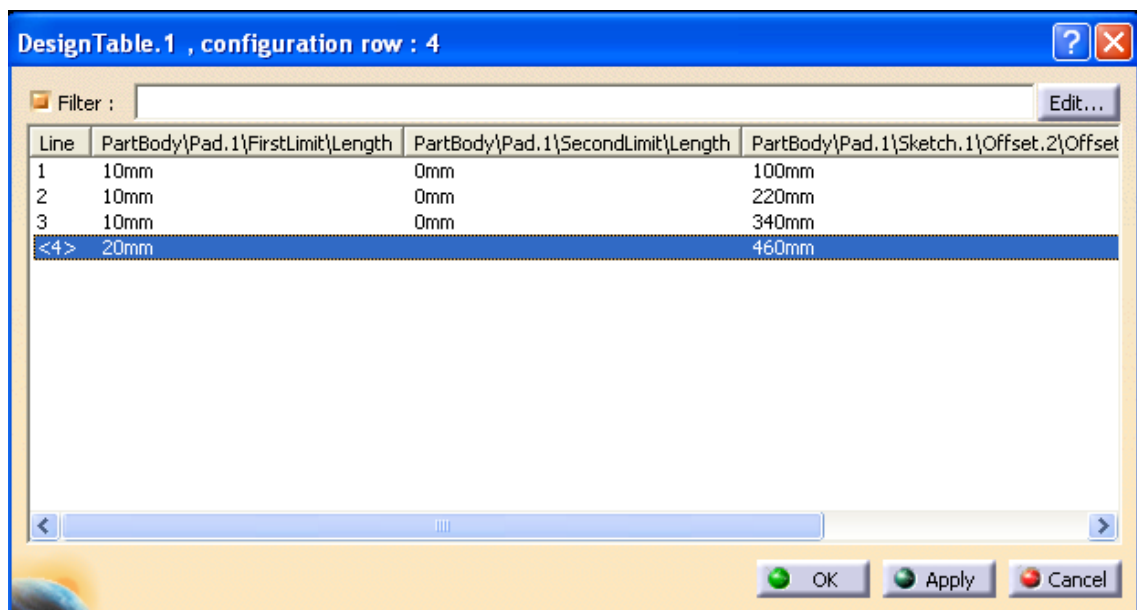 DesignTable.1 , configuration row : 4
Filter : Edit...
Line PartBody\Pad.1\FirstLimit\Length PartBody\Pad.1\SecondLimit\Length PartBody\Pad.1\Sketch.1\Offset.2\Offset
1 10mm 0mm 100mm
2 10mm 0mm 220mm
3 10mm 0mm 340mm
<4> 20mm 460mm
OK Apply Cancel